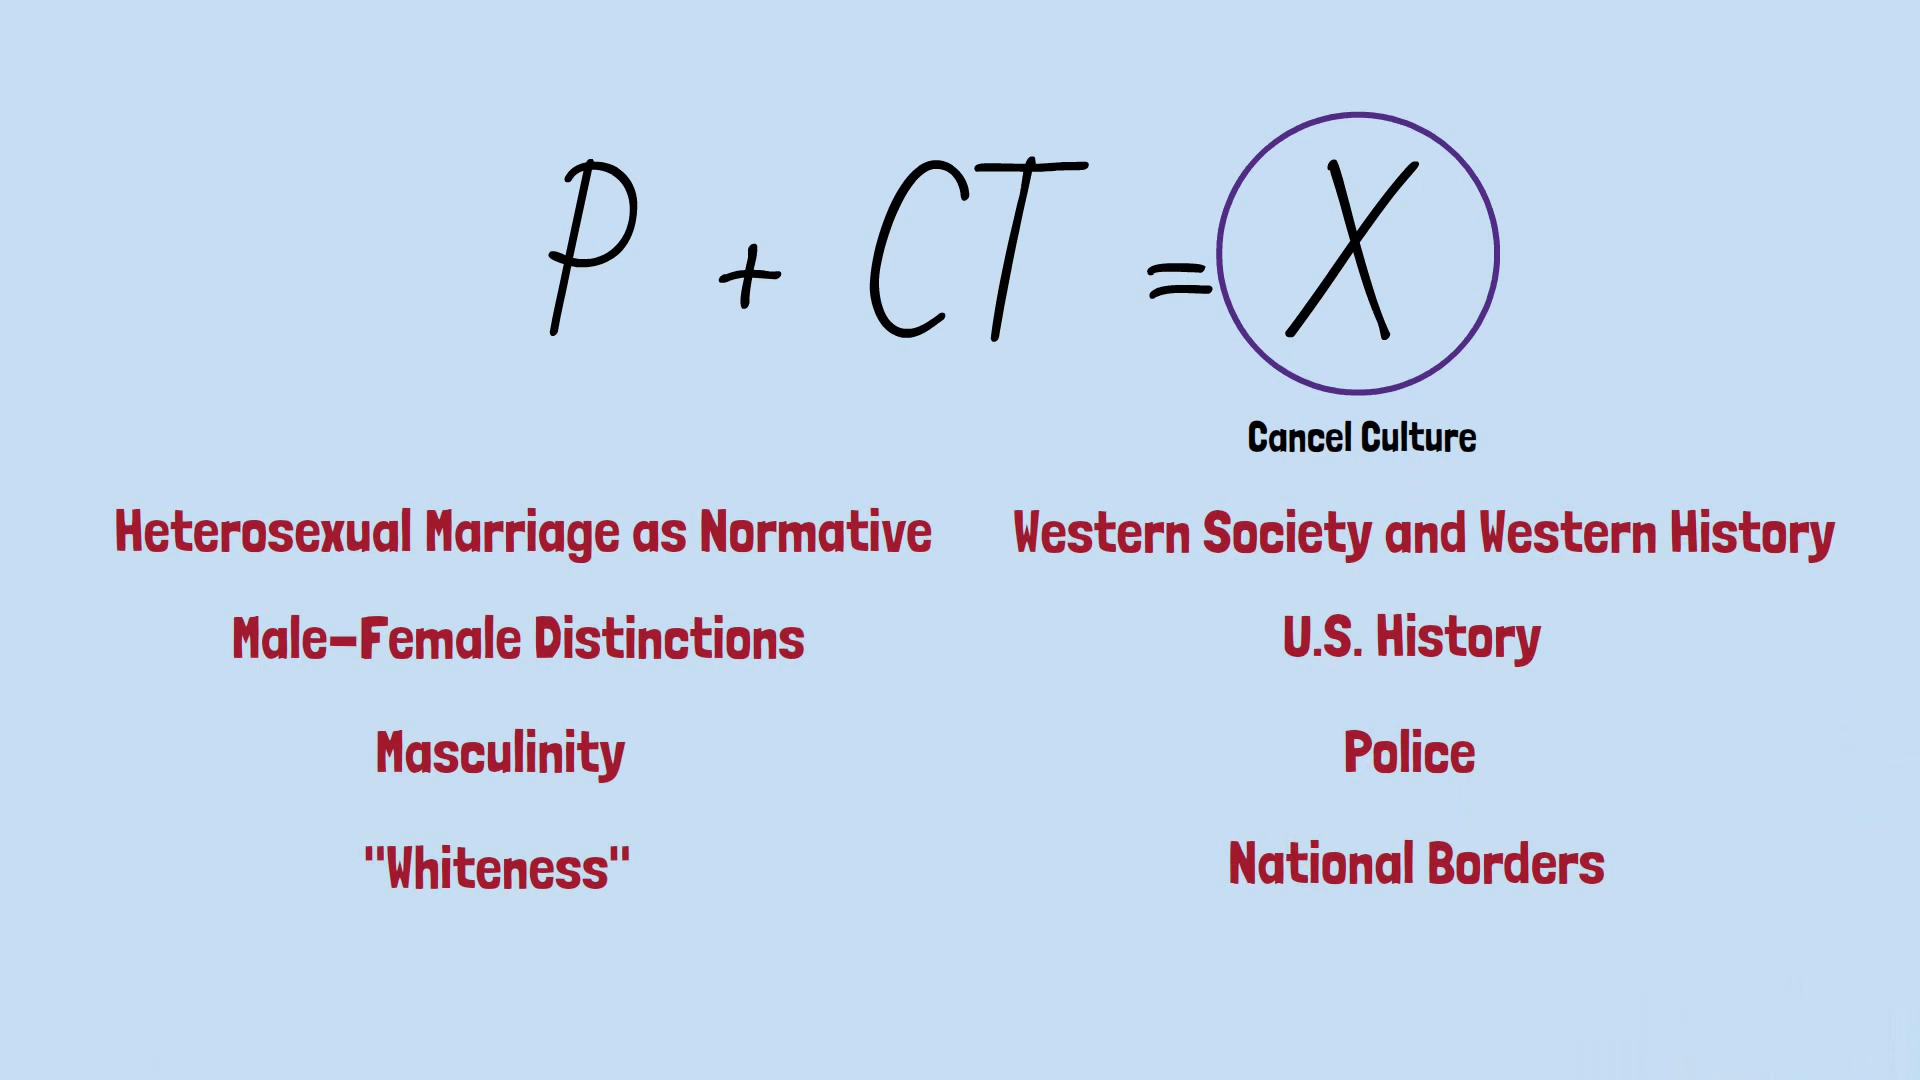 P + CT = X
Cancel Culture
Heterosexual Marriage as Normative
Western Society and Western History
Male-Female Distinctions
U.S. History
Masculinity
Police
"Whiteness"
National Borders